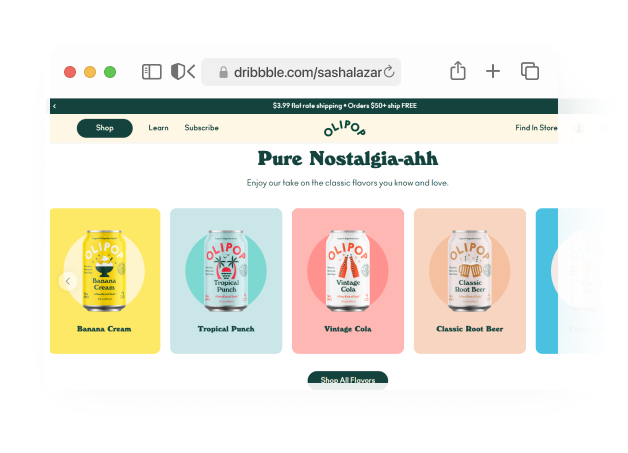 dribbble.com/sashalazar
$3.99 flat rate shipping • Orders $50+ ship FREE
Shop
Learn
Subscribe
OLIPOP
Find In Store
Pure Nostalgia-ahh
Enjoy our take on the classic flavors you know and love.
OLIPOP
Banana
Cream
OLIPOP
Tropical
Punch
OLIPOP
Vintage
Cola
OLIPOP
Classic
Root Beer
Banana Cream
Tropical Punch
Vintage Cola
Classic Root Beer
Shop All Flavors